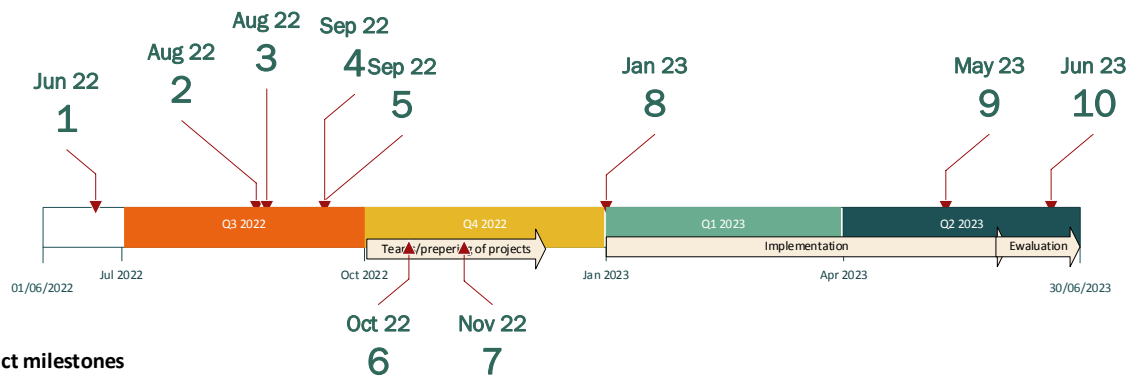 Jun 22
1
Aug 22
2
Aug 22
3
Sep 22
4
Sep 22
5
Jan 23
8
May 23
9
Jun 23
10
Q3 2022
Q4 2022
Q1 2023
Q2 2023
Teams/prepering of projects
Implementation
Ewaluation
01/06/2022
Jul 2022
Oct 2022
Jan 2023
Apr 2023
30/06/2023
Oct 22
6
Nov 22
7
ct milestones